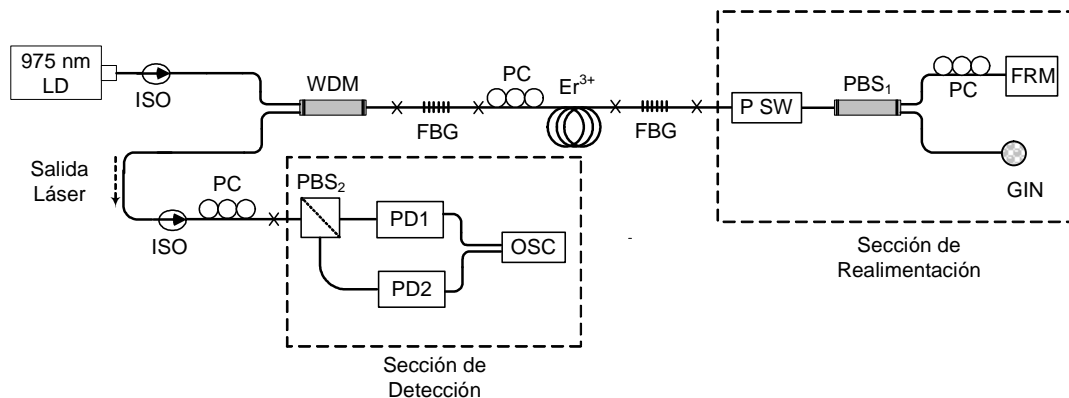 975 nm
LD
ISO
WDM
FBG
PC
Er³⁺
FBG
P SW
PBS₁
PC
FRM
GIN
Sección de
Realimentación
Salida
Láser
ISO
PC
PBS₂
PD1
PD2
OSC
Sección de
Detección